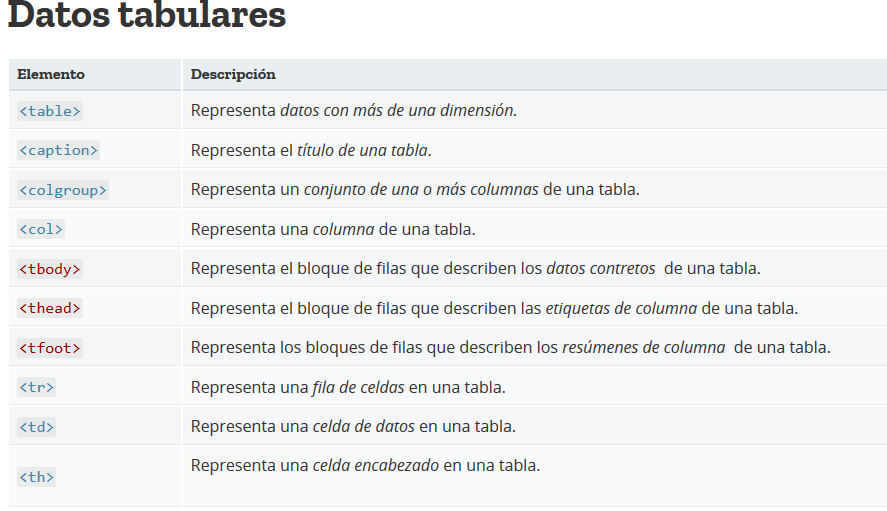 Datos tabulares
Elemento Descripción
<table> Representa datos con más de una dimensión.
<caption> Representa el título de una tabla.
<colgroup> Representa un conjunto de una o más columnas de una tabla.
<col> Representa una columna de una tabla.
<tbody> Representa el bloque de filas que describen los datos contretos de una tabla.
<thead> Representa el bloque de filas que describen las etiquetas de columna de una tabla.
<tfoot> Representa los bloques de filas que describen los resúmenes de columna de una tabla.
<tr> Representa una fila de celdas en una tabla.
<td> Representa una celda de datos en una tabla.
<th> Representa una celda encabezado en una tabla.